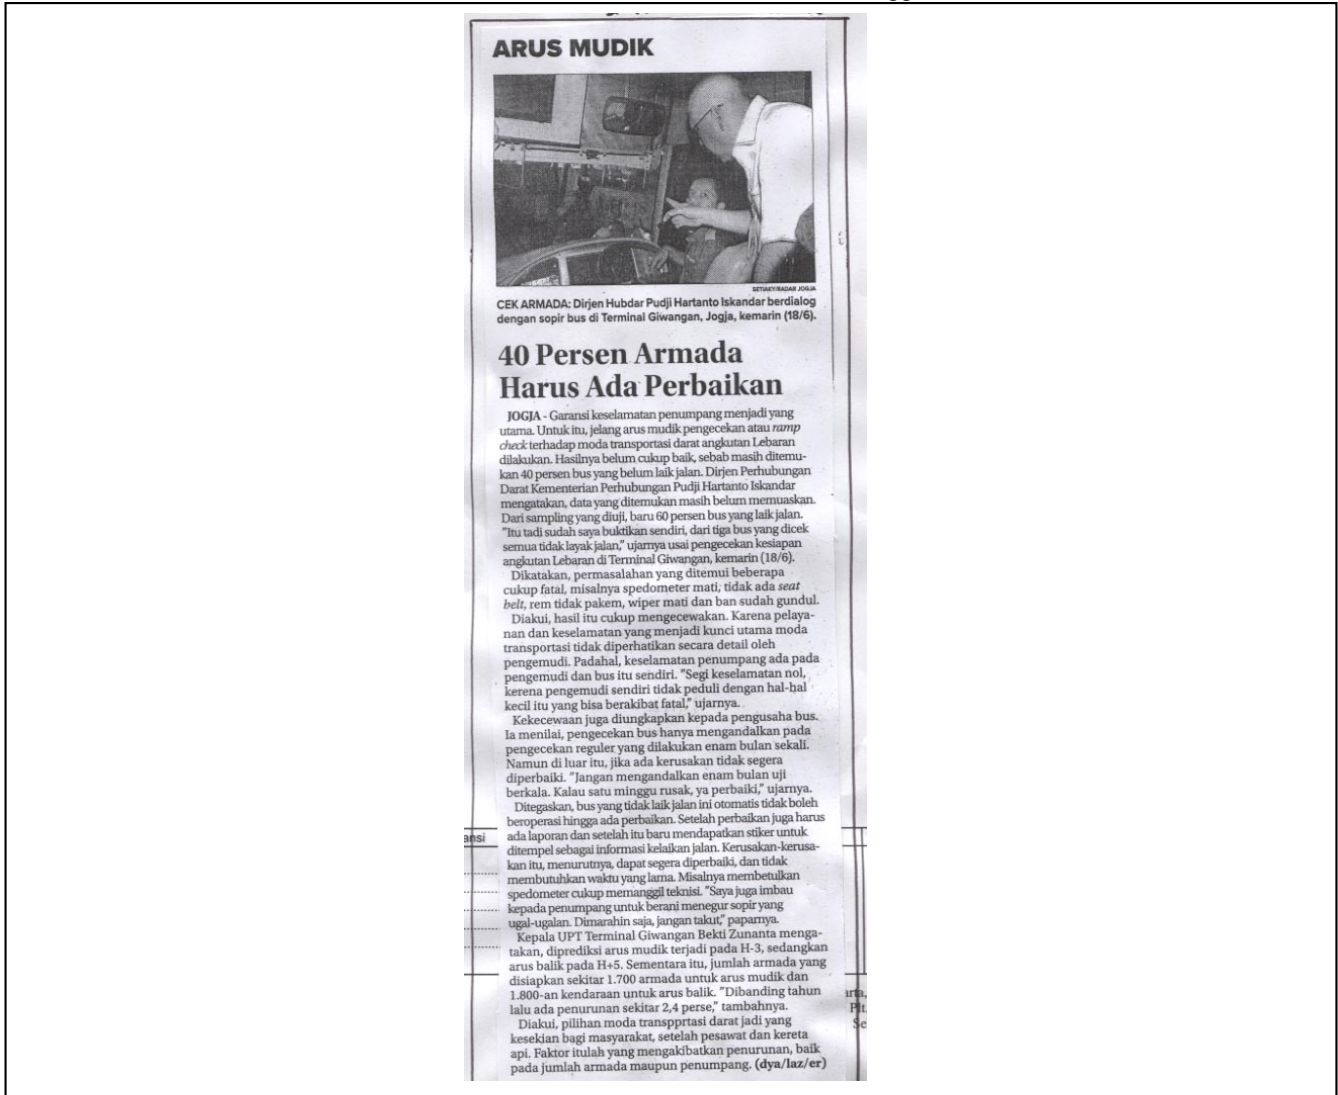 ARUS MUDIK
SETIAKY/RADAR JOGJA
CEK ARMADA: Dirjen Hubdar Pudji Hartanto Iskandar berdialog
dengan sopir bus di Terminal Giwangan, Jogja, kemarin (18/6).
40 Persen Armada
Harus Ada Perbaikan
JOGJA - Garansi keselamatan penumpang menjadi yang
utama. Untuk itu, jelang arus mudik pengecekan atau ramp
check terhadap moda transportasi darat angkutan Lebaran
dilakukan. Hasilnya belum cukup baik, sebab masih ditemu-
kan 40 persen bus yang belum laik jalan. Dirjen Perhubungan
Darat Kementerian Perhubungan Pudji Hartanto Iskandar
mengatakan, data yang ditemukan masih belum memuaskan.
Dari sampling yang diuji, baru 60 persen bus yang laik jalan.
"Itu tadi sudah saya buktikan sendiri, dari tiga bus yang dicek
semua tidak layak jalan," ujarnya usai pengecekan kesiapan
angkutan Lebaran di Terminal Giwangan, kemarin (18/6).
Dikatakan, permasalahan yang ditemui beberapa
cukup fatal, misalnya spedometer mati, tidak ada seat
belt, rem tidak pakem, wiper mati dan ban sudah gundul.
Diakui, hasil itu cukup mengecewakan. Karena pelaya-
nan dan keselamatan yang menjadi kunci utama moda
transportasi tidak diperhatikan secara detail oleh
pengemudi. Padahal, keselamatan penumpang ada pada
pengemudi dan bus itu sendiri. "Segi keselamatan nol,
kerena pengemudi sendiri tidak peduli dengan hal-hal
kecil itu yang bisa berakibat fatal," ujarnya.
Kekecewaan juga diungkapkan kepada pengusaha bus.
Ia menilai, pengecekan bus hanya mengandalkan pada
pengecekan reguler yang dilakukan enam bulan sekali.
Namun di luar itu, jika ada kerusakan tidak segera
diperbaiki. "Jangan mengandalkan enam bulan uji
berkala. Kalau satu minggu rusak, ya perbaiki," ujarnya.
Ditegaskan, bus yang tidak laik jalan ini otomatis tidak boleh
beroperasi hingga ada perbaikan. Setelah perbaikan juga harus
ada laporan dan setelah itu baru mendapatkan stiker untuk
ditempel sebagai informasi kelaikan jalan. Kerusakan-kerusa-
kan itu, menurutnya, dapat segera diperbaiki, dan tidak
membutuhkan waktu yang lama. Misalnya membetulkan
spedometer cukup memanggil teknisi. "Saya juga imbau
kepada penumpang untuk berani menegur sopir yang
ugal-ugalan. Dimarahin saja, jangan takut," paparnya.
Kepala UPT Terminal Giwangan Bekti Zunanta menga-
takan, diprediksi arus mudik terjadi pada H-3, sedangkan
arus balik pada H+5. Sementara itu, jumlah armada yang
disiapkan sekitar 1.700 armada untuk arus mudik dan
1.800-an kendaraan untuk arus balik. "Dibanding tahun
lalu ada penurunan sekitar 2,4 perse," tambahnya.
Diakui, pilihan moda transpprtasi darat jadi yang
kesekian bagi masyarakat, setelah pesawat dan kereta
api. Faktor itulah yang mengakibatkan penurunan, baik
pada jumlah armada maupun penumpang. (dya/laz/er)
ansi
arta,
Plt.
Se